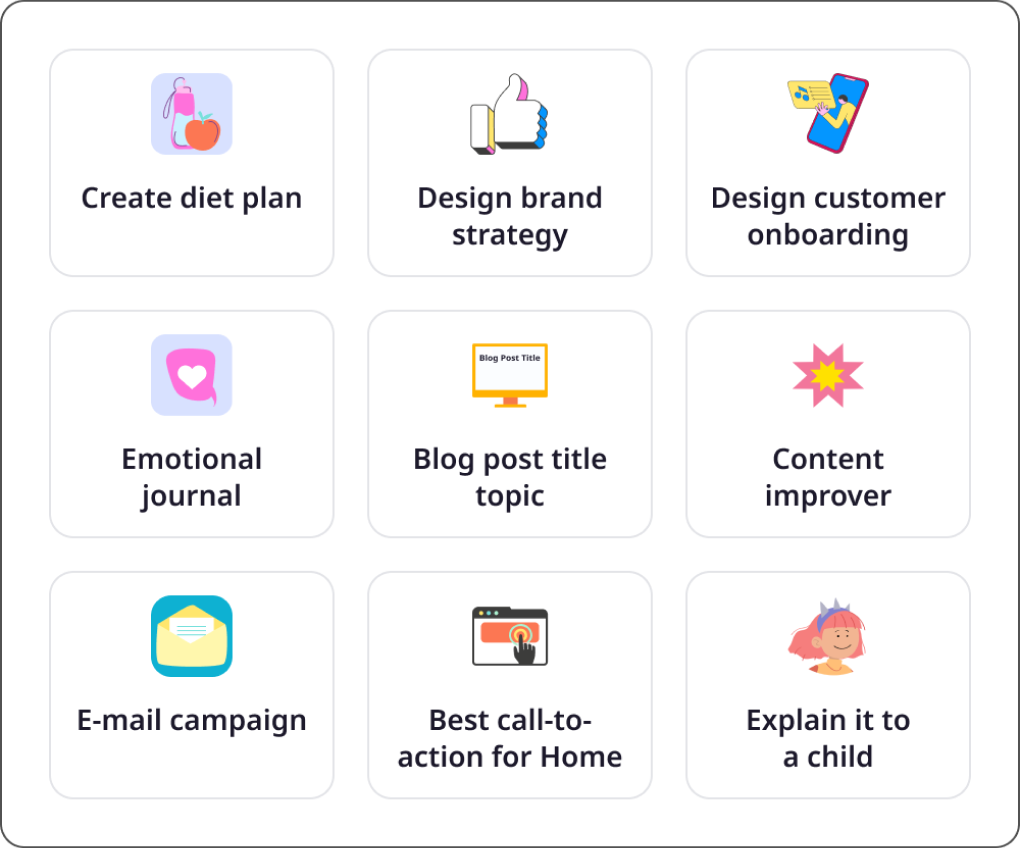 Create diet plan
Design brand
strategy
Design customer
onboarding
Emotional
journal
Blog Post Title
Blog post title
topic
Content
improver
E-mail campaign
Best call-to-
action for Home
Explain it to
a child